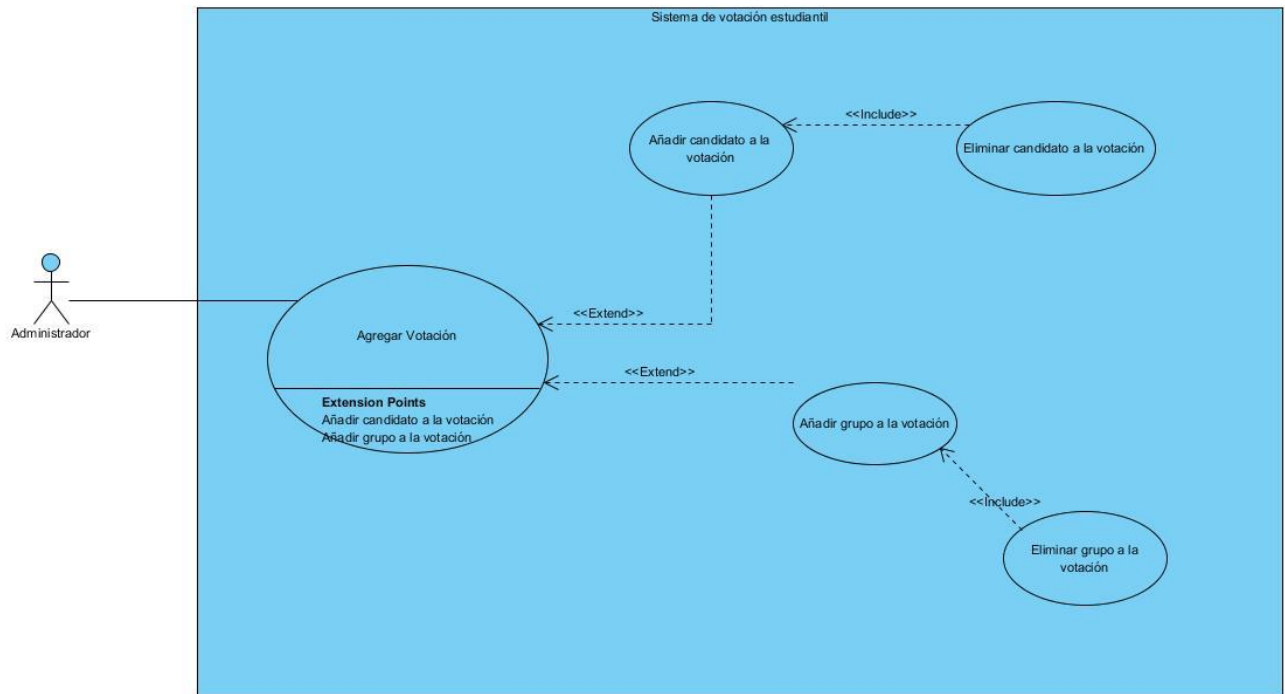 Sistema de votación estudiantil
<<Include>>
Añadir candidato a la
votación
Eliminar candidato a la votación
Administrador
<<Extend>>
Agregar Votación
<<Extend>>
Extension Points
Añadir candidato a la votación
Añadir grupo a la votación
Añadir grupo a la votación
<<Include>>
Eliminar grupo a la
votación